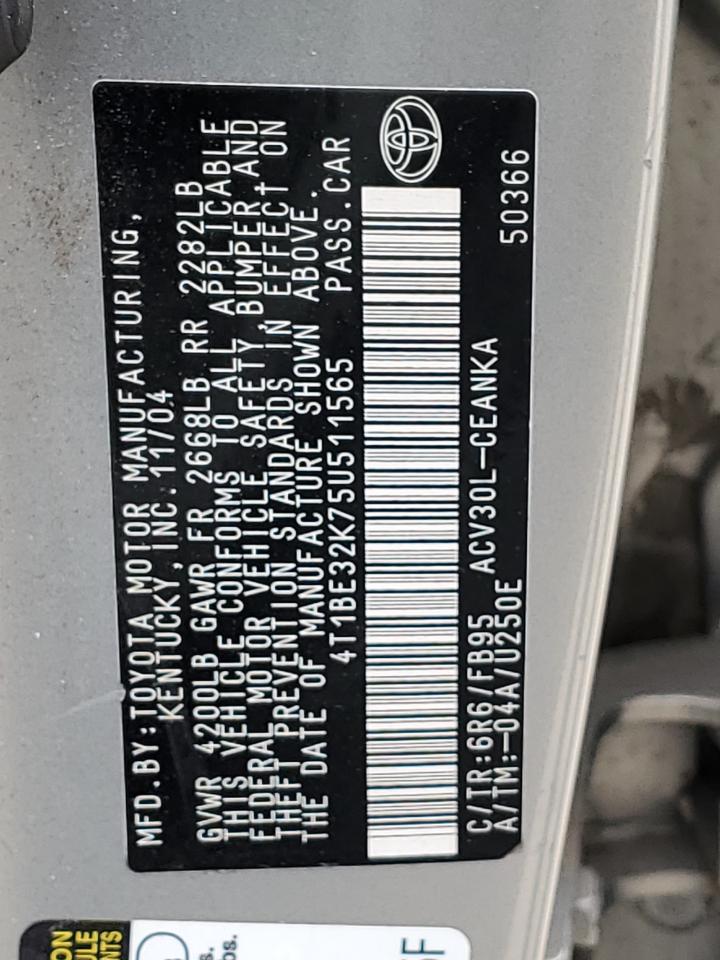 MFD.BY:TOYOTA MOTOR MANUFACTURING,
KENTUCKY,INC.11/04
GVWR 4200LB GAWR FR 2668LB RR 2282LB
THIS VEHICLE CONFORMS TO ALL APPLICABLE
FEDERAL MOTOR VEHICLE SAFETY, BUMPER, AND
THEFT PREVENTION STANDARDS IN EFFECT ON
THE DATE OF MANUFACTURE SHOWN ABOVE.
4T1BE32K75U511565 PASS.CAR
C/TR:6R6/FB95 ACV30L-CEANKA 50366
A/TM:-04A/U250E